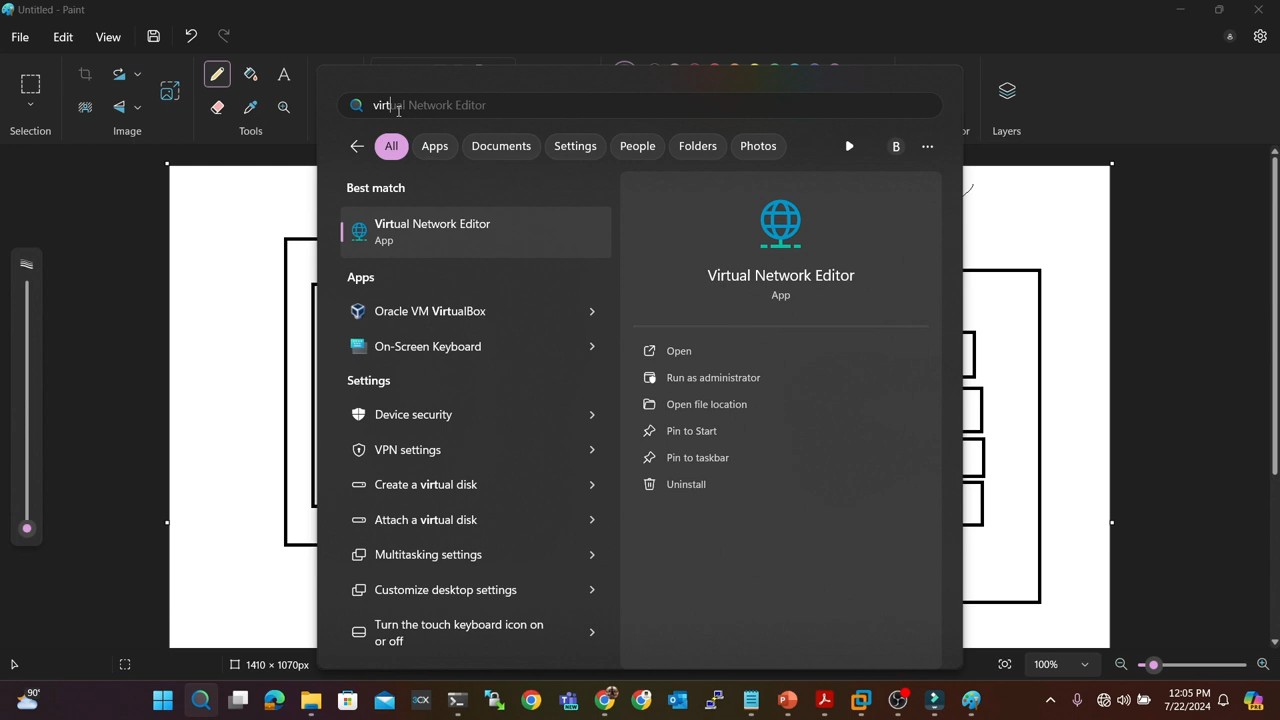 Untitled - Paint
File Edit View
virtual Network Editor
All Apps Documents Settings People Folders Photos B
Selection Image Tools Layers
Best match
Virtual Network Editor
App
Apps
Oracle VM VirtualBox
On-Screen Keyboard
Settings
Device security
VPN settings
Create a virtual disk
Attach a virtual disk
Multitasking settings
Customize desktop settings
Turn the touch keyboard icon on
or off
Virtual Network Editor
App
Open
Run as administrator
Open file location
Pin to Start
Pin to taskbar
Uninstall
1410 × 1070px
100%
90°
12:05 PM
7/22/2024